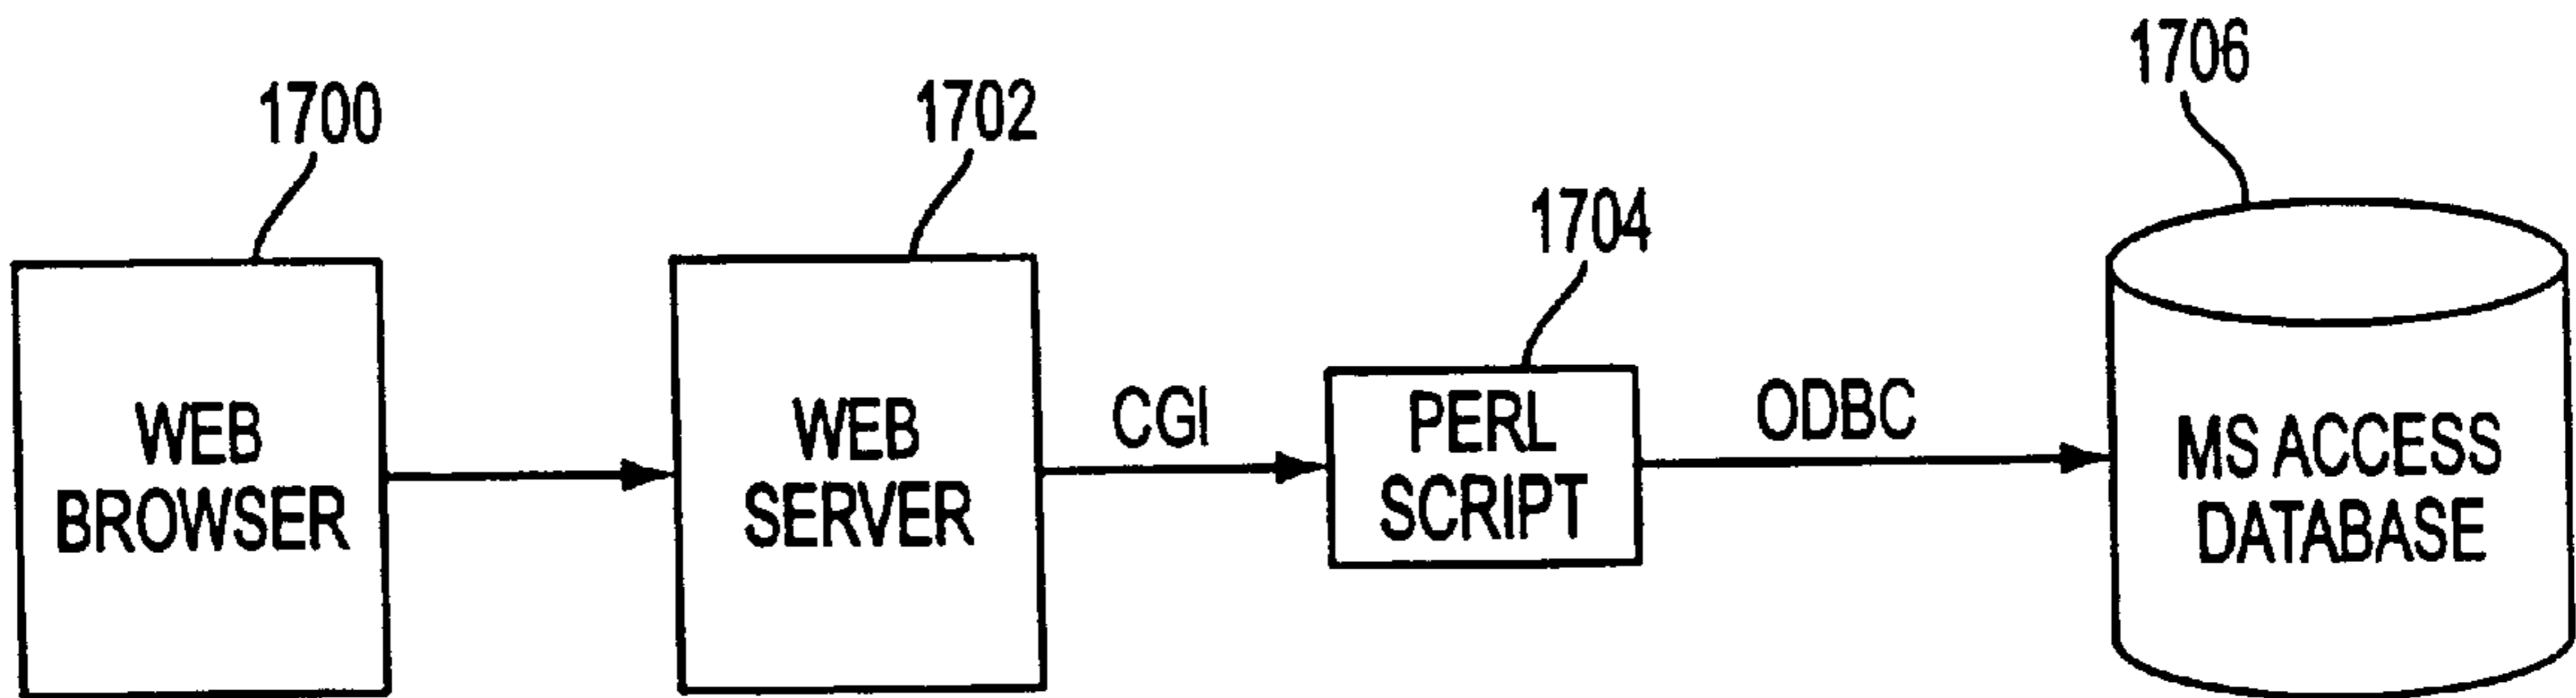 1700
1702
1704
1706
WEB
BROWSER
WEB
SERVER
CGI
PERL
SCRIPT
ODBC
MS ACCESS
DATABASE